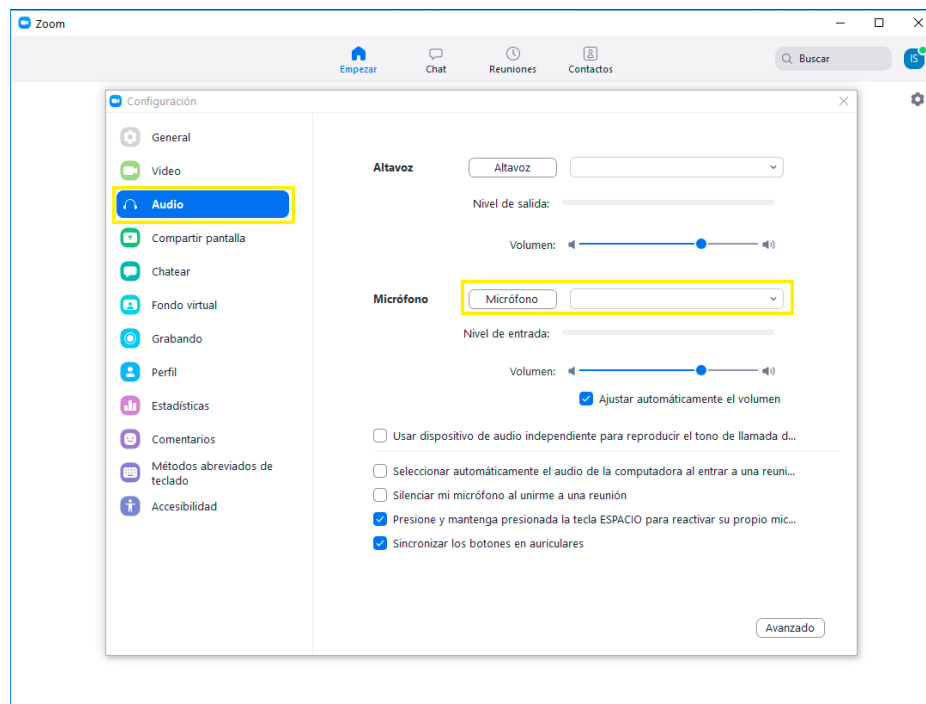 Zoom
Empezar
Chat
Reuniones
Contactos
Buscar
IS
Configuración
General
Video
Audio
Compartir pantalla
Chatear
Fondo virtual
Grabando
Perfil
Estadísticas
Comentarios
Métodos abreviados de
teclado
Accesibilidad
Altavoz
Altavoz
Nivel de salida:
Volumen:
Micrófono
Micrófono
Nivel de entrada:
Volumen:
Ajustar automáticamente el volumen
Usar dispositivo de audio independiente para reproducir el tono de llamada d...
Seleccionar automáticamente el audio de la computadora al entrar a una reuni...
Silenciar mi micrófono al unirme a una reunión
Presione y mantenga presionada la tecla ESPACIO para reactivar su propio mic...
Sincronizar los botones en auriculares
Avanzado